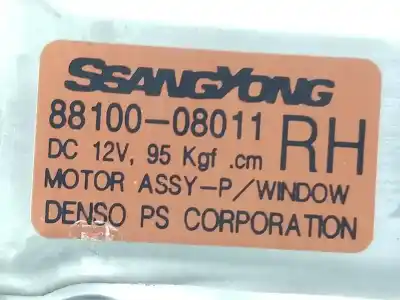 SSANGYONG
88100-08011 RH
DC 12V, 95 Kgf .cm
MOTOR ASSY-P/WINDOW
DENSO PS CORPORATION